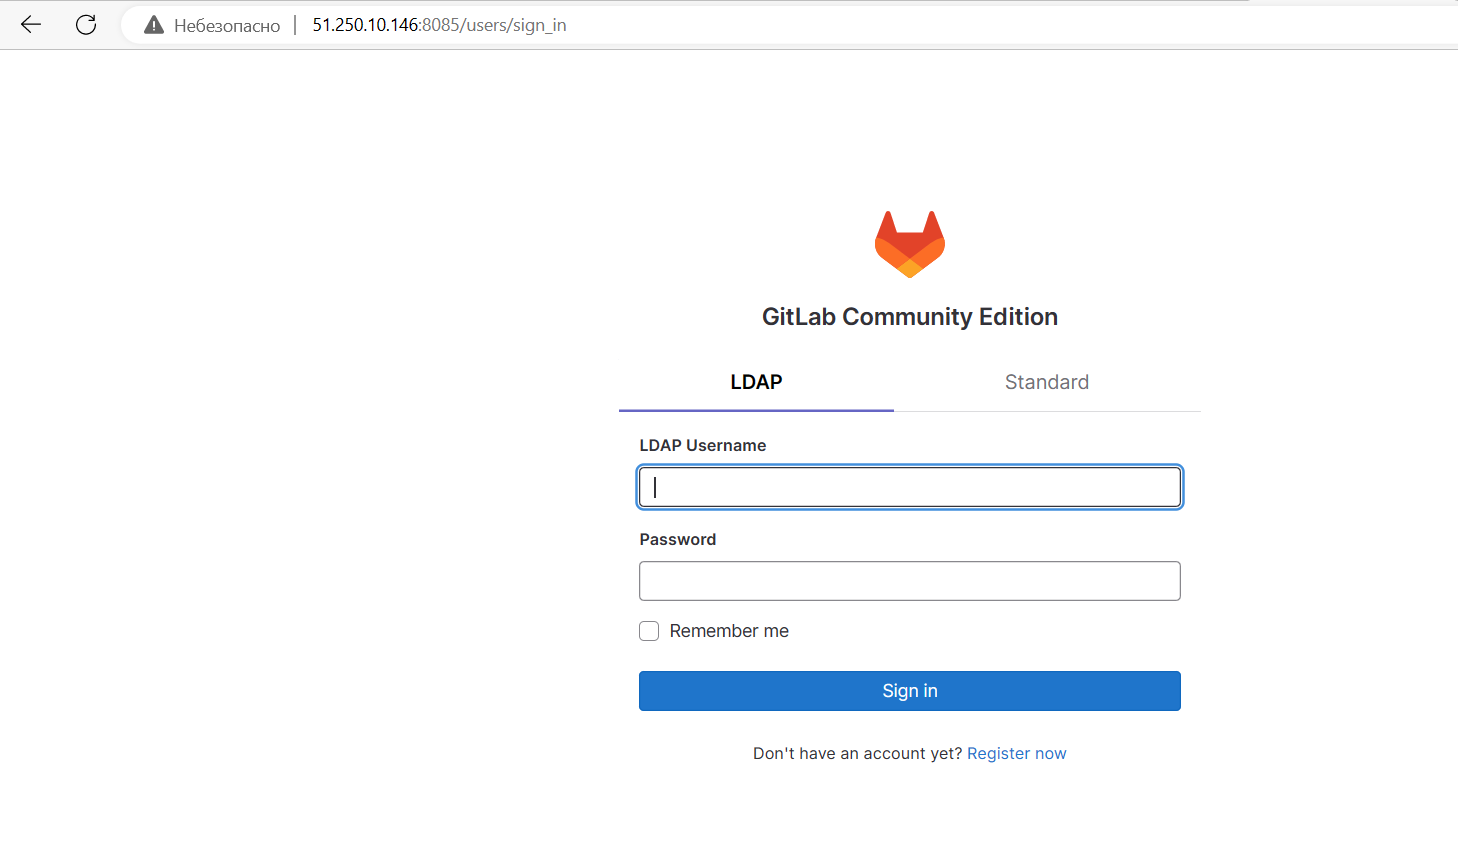 Небезопасно | 51.250.10.146:8085/users/sign_in
GitLab Community Edition
LDAP Standard
LDAP Username
Password
Remember me
Sign in
Don't have an account yet? Register now